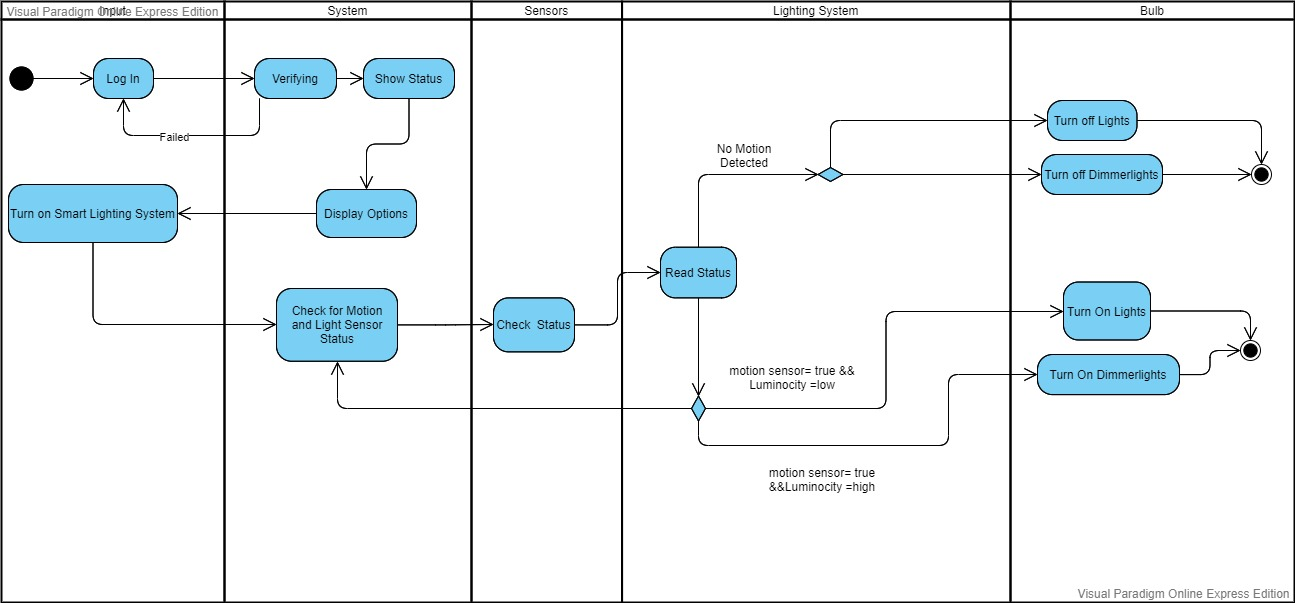 Visual Paradigm Online Express Edition
Input
System
Sensors
Lighting System
Bulb
Log In
Verifying
Show Status
Failed
Turn off Lights
No Motion
Detected
Turn off Dimmerlights
Turn on Smart Lighting System
Display Options
Read Status
Check for Motion
and Light Sensor
Status
Check Status
Turn On Lights
motion sensor= true &&
Luminocity =low
Turn On Dimmerlights
motion sensor= true
&&Luminocity =high
Visual Paradigm Online Express Edition